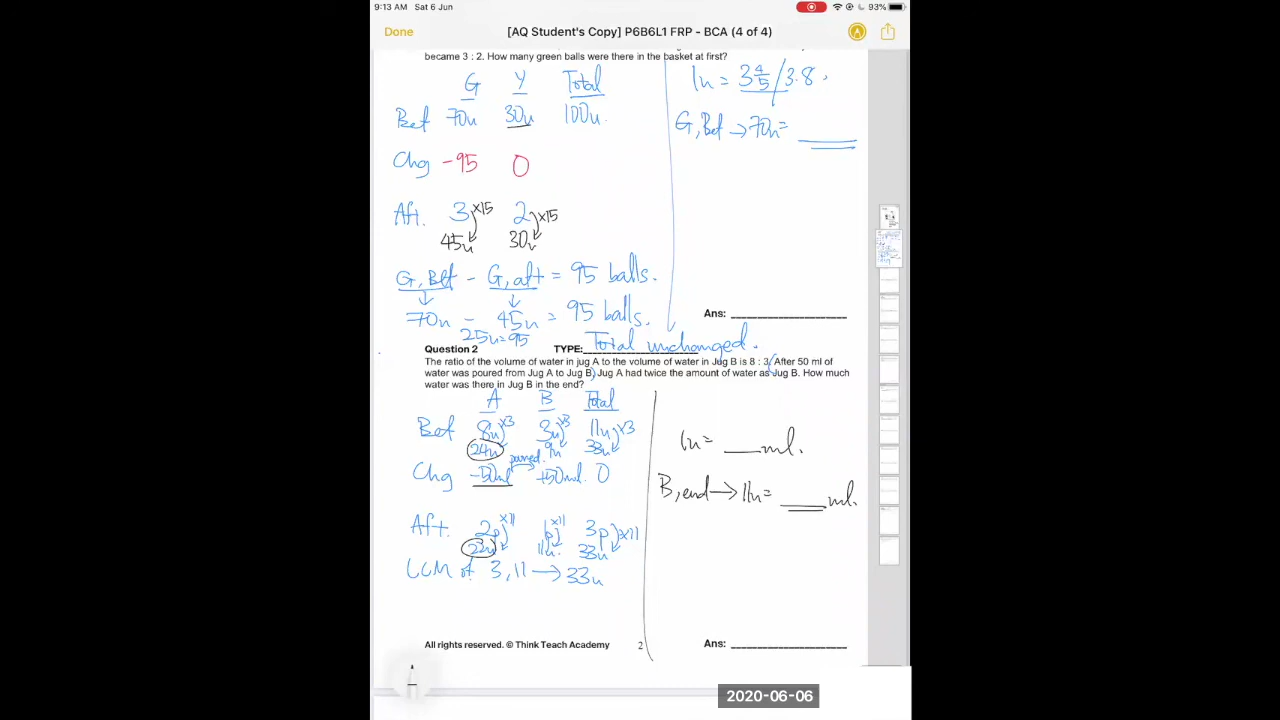 9:13 AM Sat 6 Jun
93%
Done
[AQ Student's Copy] P6B6L1 FRP - BCA (4 of 4)
became 3 : 2. How many green balls were there in the basket at first?
G Y Total
Bef 70u 30u 100u
Chg -95 0
Aft. 3 ×15 2 ×15
45u 30u
G, Bef - G, aft = 95 balls.
70u - 45u = 95 balls.
25u = 95
1u = 3 4/5 / 3.8
G, Bef → 70u = ____
Ans: ____
Question 2 TYPE: Total unchanged.
The ratio of the volume of water in jug A to the volume of water in Jug B is 8 : 3. After 50 ml of
water was poured from Jug A to Jug B, Jug A had twice the amount of water as Jug B. How much
water was there in Jug B in the end?
A B Total
Bef 8u ×3 3u ×3 11u ×3
24u 9u 33u
poured.
Chg -50ml +50ml. 0
Aft. 2p ×11 1p ×11 3p ×11
22u 11u. 33u
LCM of 3, 11 → 33u
1u = ____ ml.
B, end → 11u = ____ ml.
All rights reserved. © Think Teach Academy 2
Ans: ____
2020-06-06